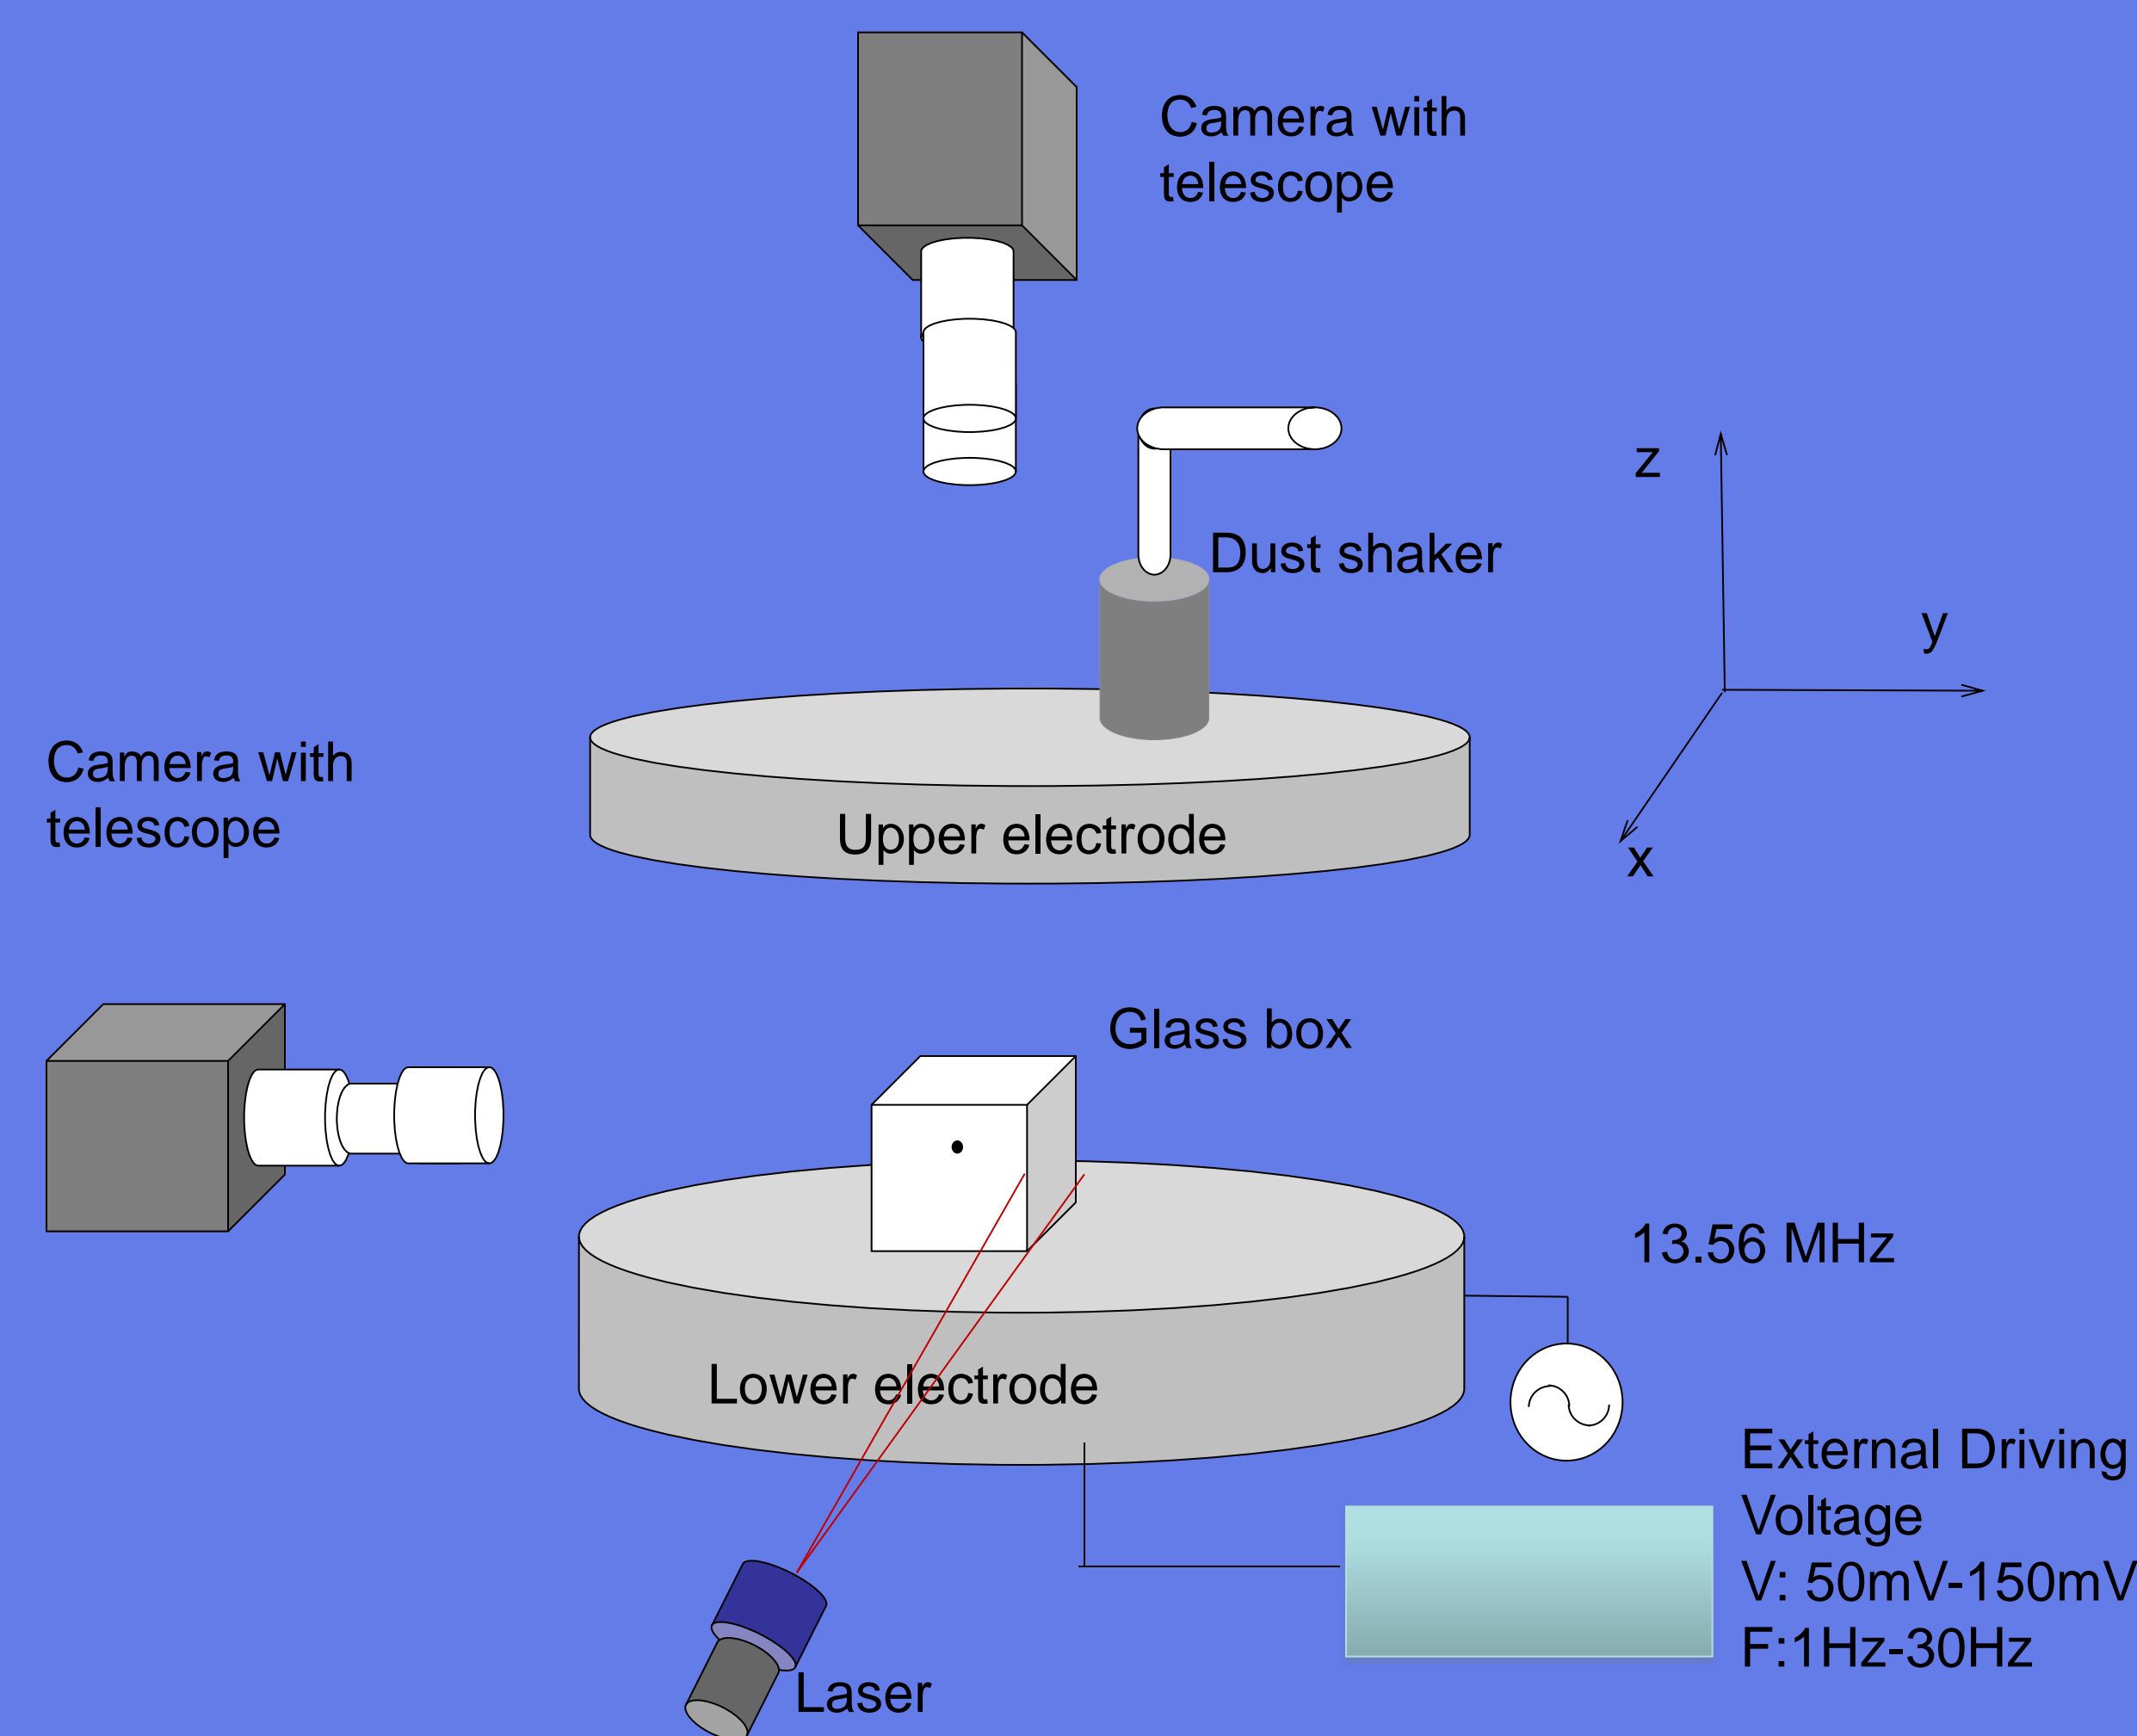 Camera with
telescope
Dust shaker
z
y
x
Camera with
telescope
Upper electrode
Glass box
13.56 MHz
Lower electrode
External Driving
Voltage
V: 50mV-150mV
F:1Hz-30Hz
Laser